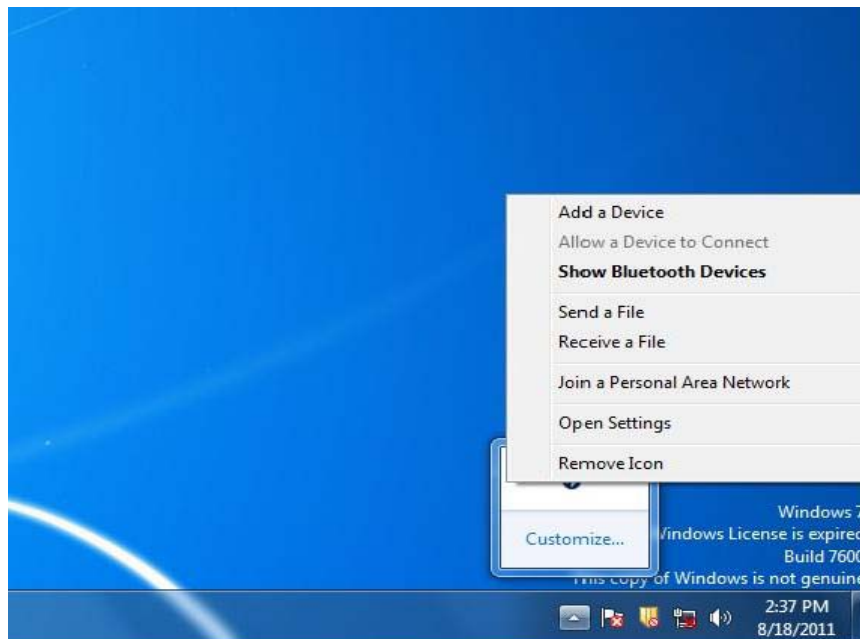 Add a Device
Allow a Device to Connect
Show Bluetooth Devices
Send a File
Receive a File
Join a Personal Area Network
Open Settings
Remove Icon
Windows 7
Customize...
Windows License is expired
Build 7600
This copy of Windows is not genuine
2:37 PM
8/18/2011